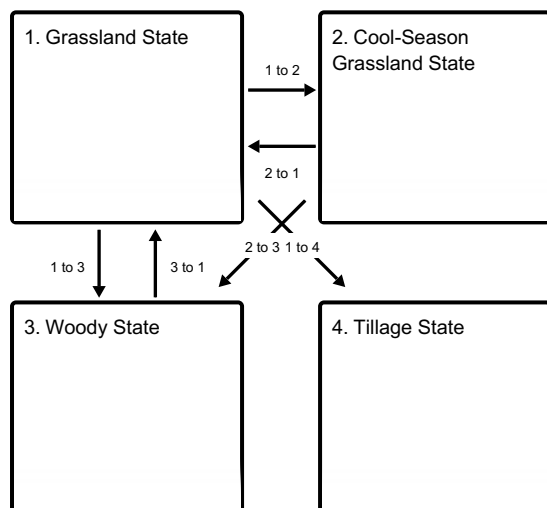 1. Grassland State
2. Cool-Season
Grassland State
1 to 2
2 to 1
2 to 3 1 to 4
1 to 3
3 to 1
3. Woody State
4. Tillage State